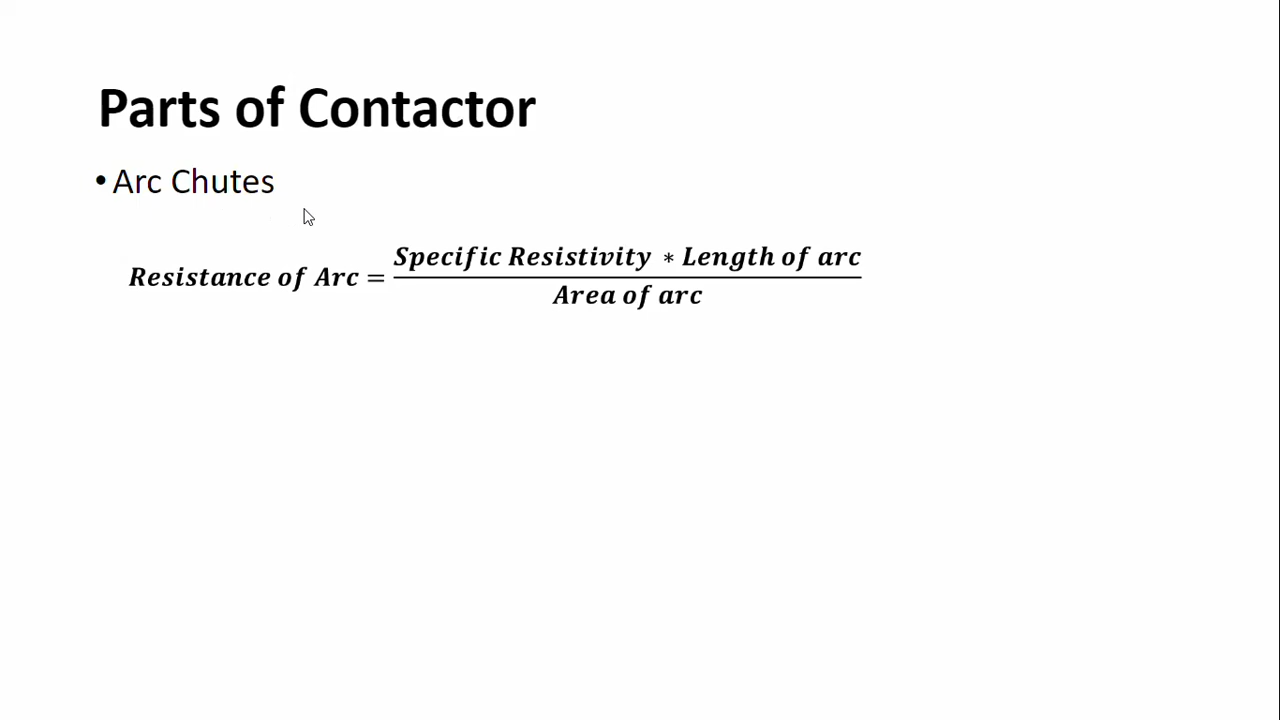 Parts of Contactor
• Arc Chutes
Resistance of Arc = Specific Resistivity * Length of arc
Area of arc